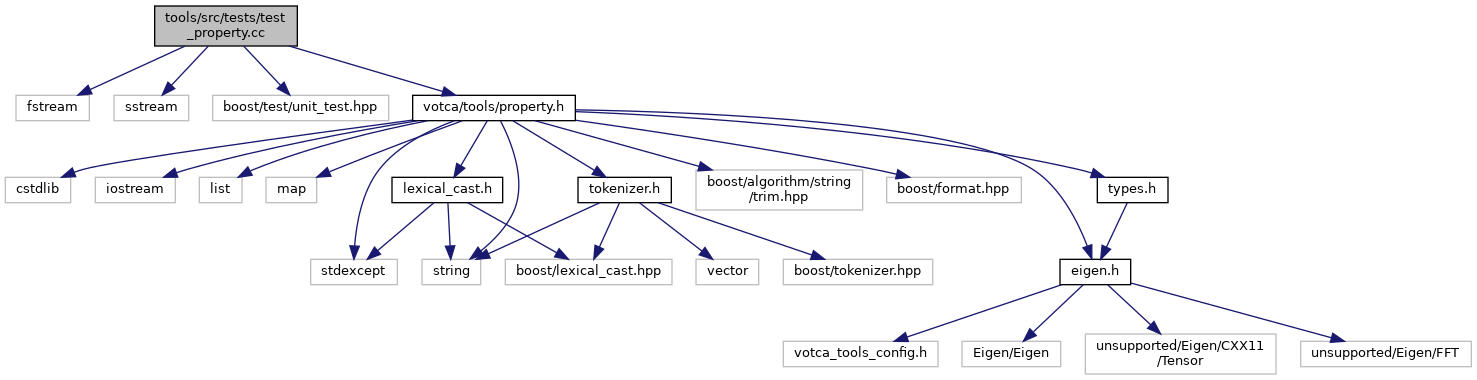 tools/src/tests/test
_property.cc
fstream
sstream
boost/test/unit_test.hpp
votca/tools/property.h
cstdlib
iostream
list
map
lexical_cast.h
tokenizer.h
boost/algorithm/string
/trim.hpp
boost/format.hpp
types.h
stdexcept
string
boost/lexical_cast.hpp
vector
boost/tokenizer.hpp
eigen.h
votca_tools_config.h
Eigen/Eigen
unsupported/Eigen/CXX11
/Tensor
unsupported/Eigen/FFT